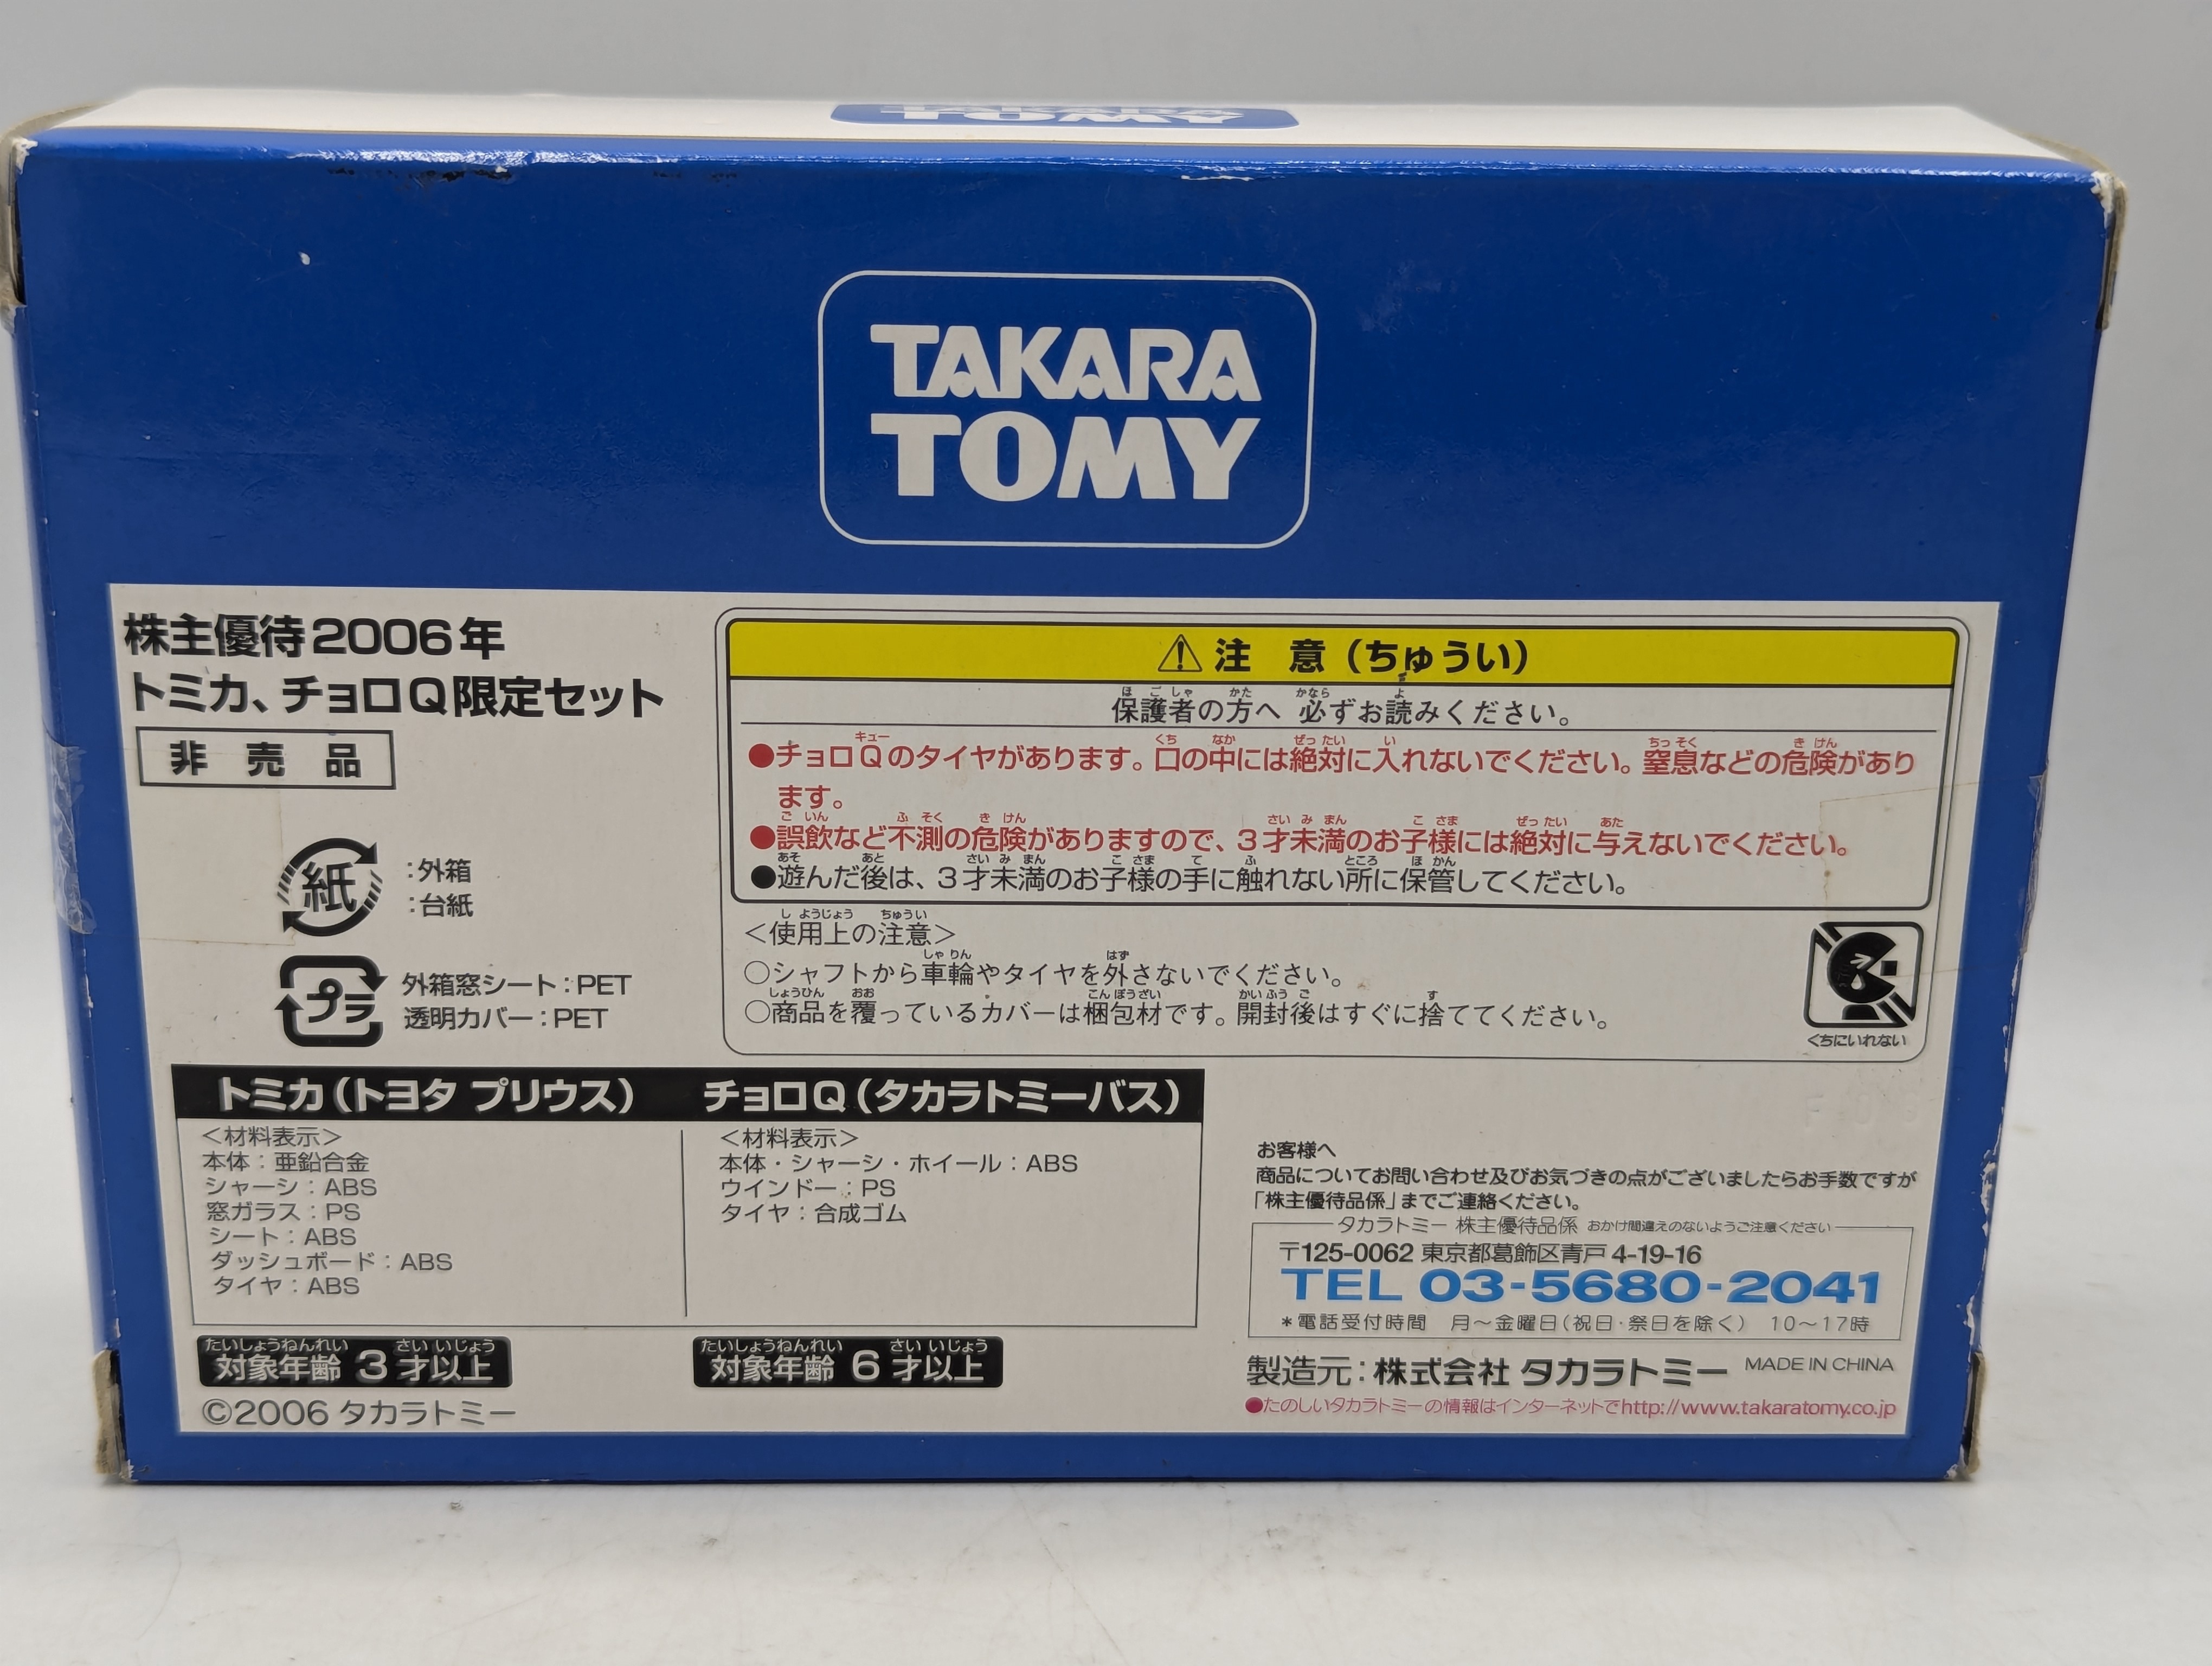 TAKARA
TOMY
TAKARA
TOMY
株主優待2006年
トミカ、チョロQ限定セット
非売品
紙
:外箱
:台紙
プラ
外箱窓シート:PET
透明カバー:PET
⚠注 意(ちゅうい)
保護者の方へ 必ずお読みください。
●チョロQのタイヤがあります。口の中には絶対に入れないでください。窒息などの危険があり
ます。
●誤飲など不測の危険がありますので、3才未満のお子様には絶対に与えないでください。
●遊んだ後は、3才未満のお子様の手に触れない所に保管してください。
<使用上の注意>
○シャフトから車輪やタイヤを外さないでください。
○商品を覆っているカバーは梱包材です。開封後はすぐに捨ててください。
くちにいれない
トミカ(トヨタ プリウス)
<材料表示>
本体:亜鉛合金
シャーシ:ABS
窓ガラス:PS
シート:ABS
ダッシュボード:ABS
タイヤ:ABS
チョロQ(タカラトミーバス)
<材料表示>
本体・シャーシ・ホイール:ABS
ウインドー:PS
タイヤ:合成ゴム
対象年齢 3才以上
対象年齢 6才以上
©2006 タカラトミー
お客様へ
商品についてお問い合わせ及びお気づきの点がございましたらお手数ですが
「株主優待品係」までご連絡ください。
タカラトミー 株主優待品係 おかけ間違えのないようご注意ください
〒125-0062 東京都葛飾区青戸4-19-16
TEL 03-5680-2041
*電話受付時間 月~金曜日(祝日・祭日を除く) 10~17時
製造元:株式会社 タカラトミー MADE IN CHINA
●たのしいタカラトミーの情報はインターネットでhttp://www.takaratomy.co.jp